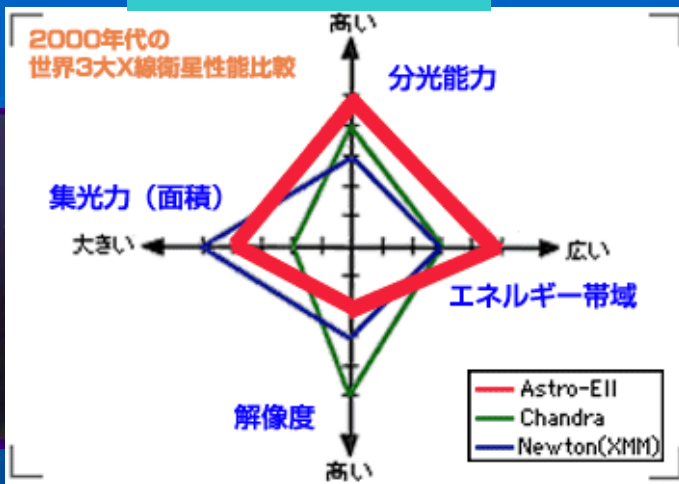 2000年代の
世界3大X線衛星性能比較
高い
分光能力
集光力（面積）
大きい
広い
エネルギー帯域
解像度
高い
Astro-EII
Chandra
Newton(XMM)